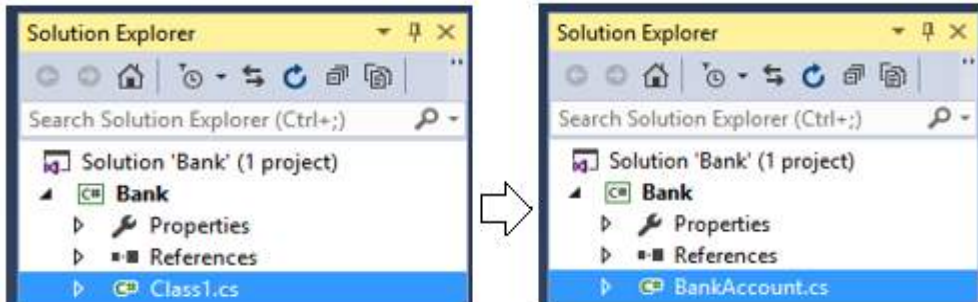 Solution Explorer
Search Solution Explorer (Ctrl+;)
Solution 'Bank' (1 project)
C# Bank
Properties
References
C# Class1.cs
Solution Explorer
Search Solution Explorer (Ctrl+;)
Solution 'Bank' (1 project)
C# Bank
Properties
References
C# BankAccount.cs